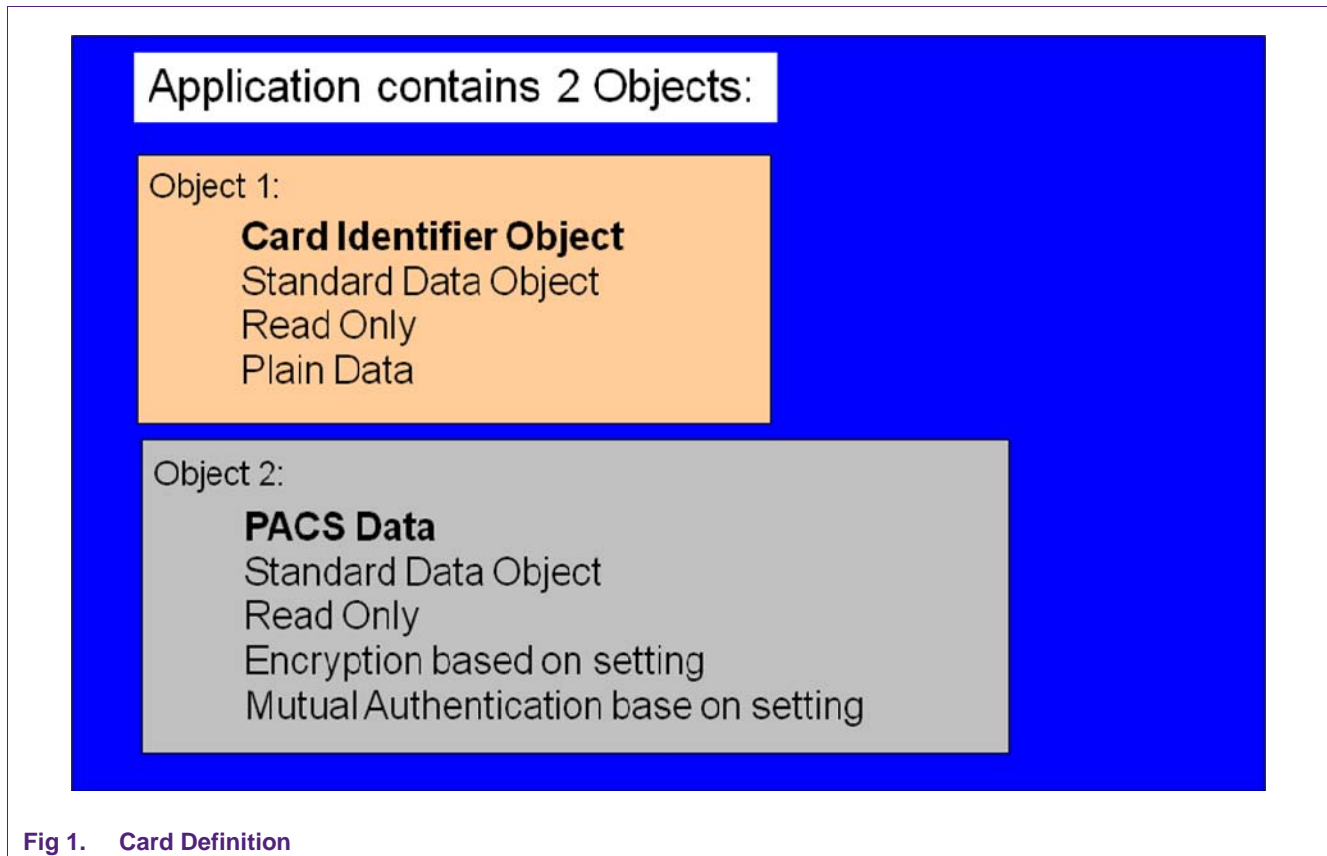 Application contains 2 Objects:
Object 1:
Card Identifier Object
Standard Data Object
Read Only
Plain Data
Object 2:
PACS Data
Standard Data Object
Read Only
Encryption based on setting
Mutual Authentication base on setting
Fig 1. Card Definition